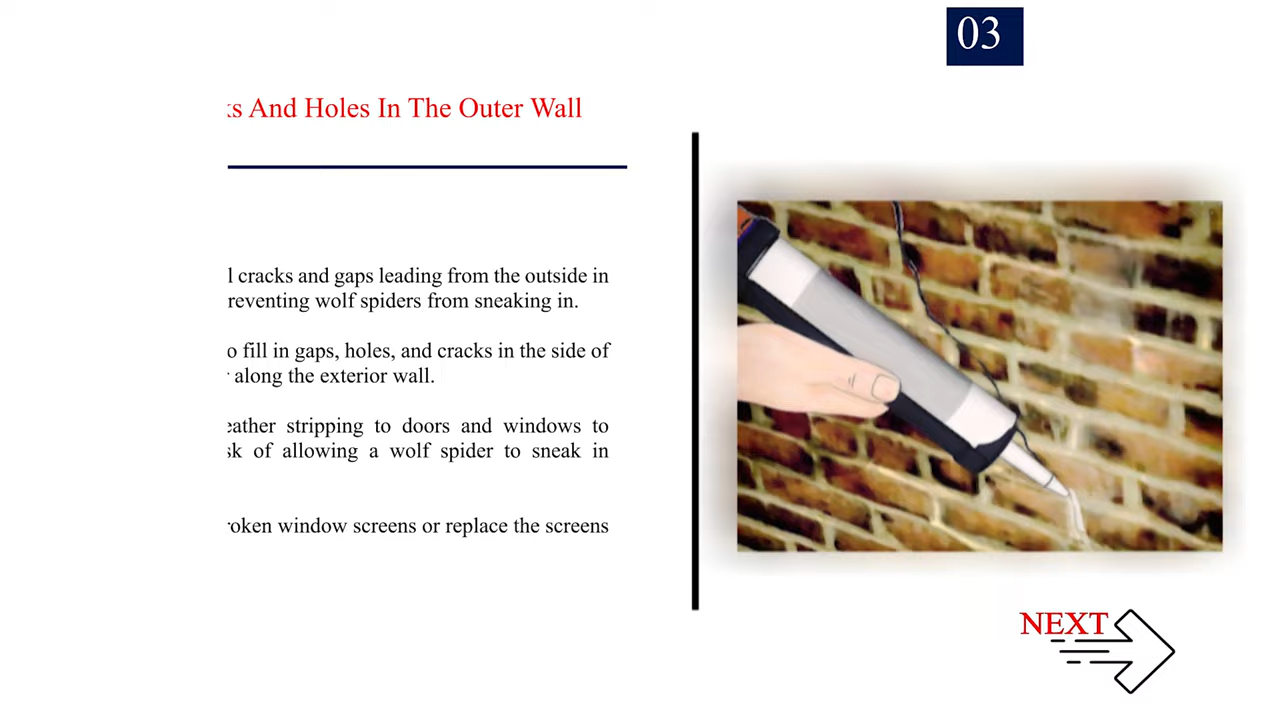 03
ks And Holes In The Outer Wall
l cracks and gaps leading from the outside in
reventing wolf spiders from sneaking in.
o fill in gaps, holes, and cracks in the side of
along the exterior wall.
eather stripping to doors and windows to
sk of allowing a wolf spider to sneak in
roken window screens or replace the screens
NEXT